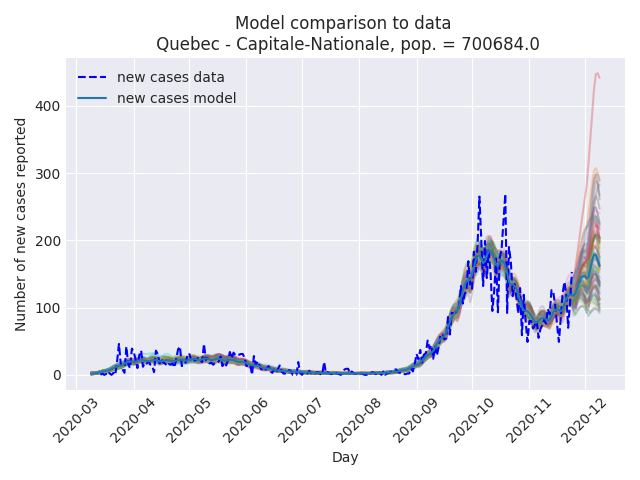 Model comparison to data
Quebec - Capitale-Nationale, pop. = 700684.0
new cases data
new cases model
Number of new cases reported
400
300
200
100
0
2020-03
2020-04
2020-05
2020-06
2020-07
2020-08
2020-09
2020-10
2020-11
2020-12
Day